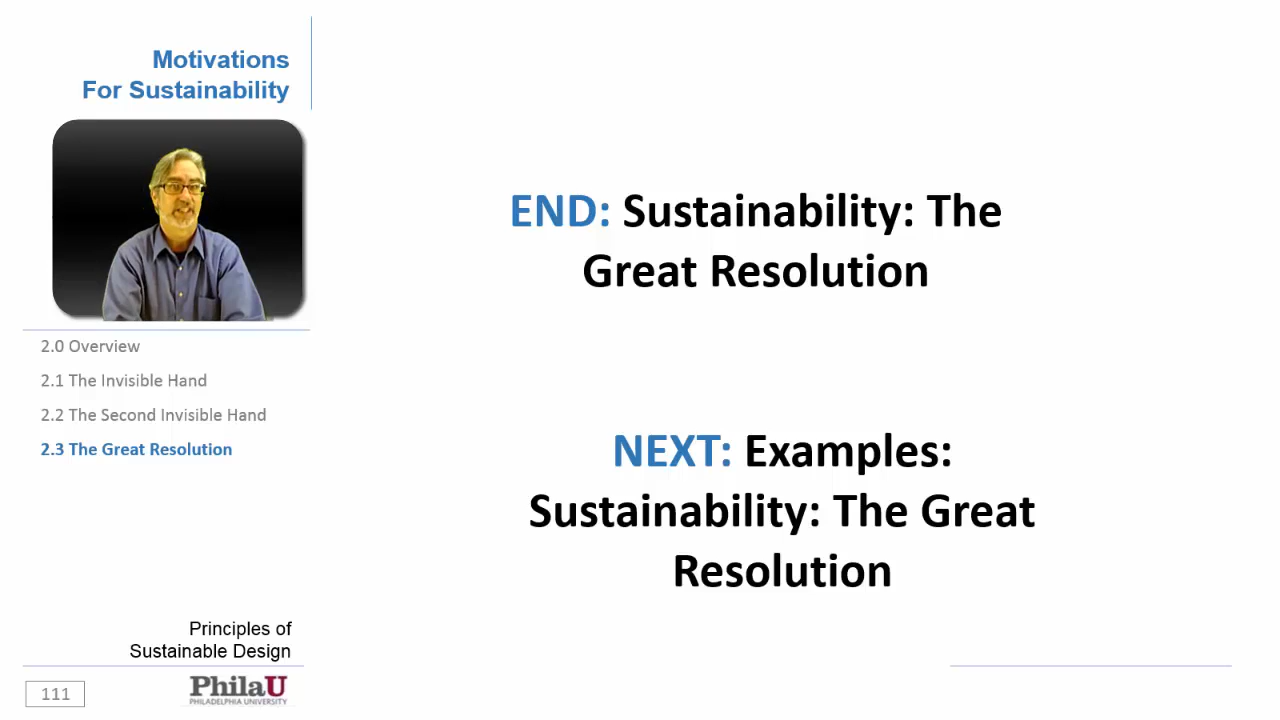 Motivations
For Sustainability
2.0 Overview
2.1 The Invisible Hand
2.2 The Second Invisible Hand
2.3 The Great Resolution
Principles of
Sustainable Design
111
PhilaU
PHILADELPHIA UNIVERSITY
END: Sustainability: The
Great Resolution
NEXT: Examples:
Sustainability: The Great
Resolution